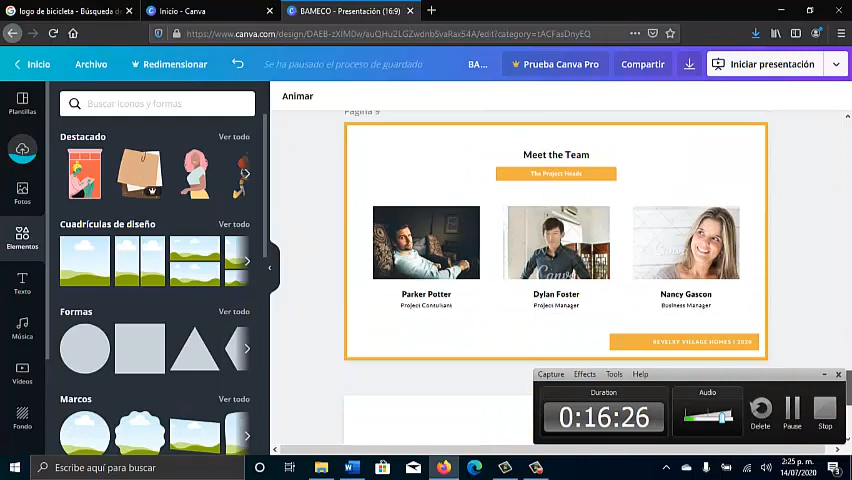 logo de bicicleta - Búsqueda de
Inicio - Canva
BAMECO - Presentación (16:9)
https://www.canva.com/design/DAEB-zXIM0w/auQHu2LGZwdnb5vaRax54A/edit?category=tACFasDnyEQ
Inicio
Archivo
Redimensionar
Se ha pausado el proceso de guardado
BA...
Prueba Canva Pro
Compartir
Iniciar presentación
Plantillas
Fotos
Elementos
Texto
Música
Videos
Fondo
Buscar iconos y formas
Destacado
Ver todo
Cuadrículas de diseño
Ver todo
Formas
Ver todo
Marcos
Ver todo
Animar
Página 9
Meet the Team
The Project Heads
Canva
Parker Potter
Dylan Foster
Nancy Gascon
Project Consultant
Project Manager
Business Manager
REVELRY VILLAGE HOMES I 2020
Capture
Effects
Tools
Help
Duration
0:16:26
Audio
Delete
Pause
Stop
Escribe aquí para buscar
2:25 p. m.
14/07/2020
3